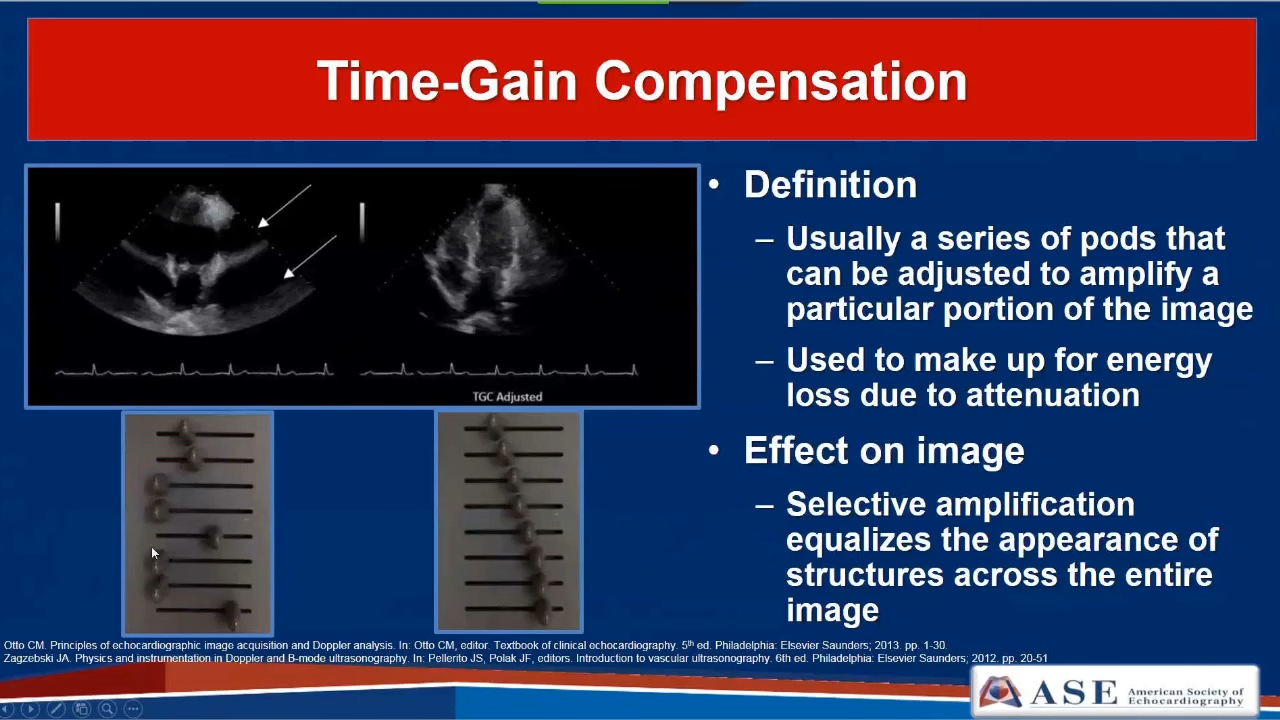 Time-Gain Compensation
TGC Adjusted
• Definition
– Usually a series of pods that
can be adjusted to amplify a
particular portion of the image
– Used to make up for energy
loss due to attenuation
• Effect on image
– Selective amplification
equalizes the appearance of
structures across the entire
image
Otto CM. Principles of echocardiographic image acquisition and Doppler analysis. In: Otto CM, editor. Textbook of clinical echocardiography. 5th ed. Philadelphia: Elsevier Saunders; 2013. pp. 1-30.
Zagzebski JA. Physics and instrumentation in Doppler and B-mode ultrasonography. In: Pellerito JS, Polak JF, editors. Introduction to vascular ultrasonography. 6th ed. Philadelphia: Elsevier Saunders; 2012. pp. 20-51
ASE American Society of
Echocardiography